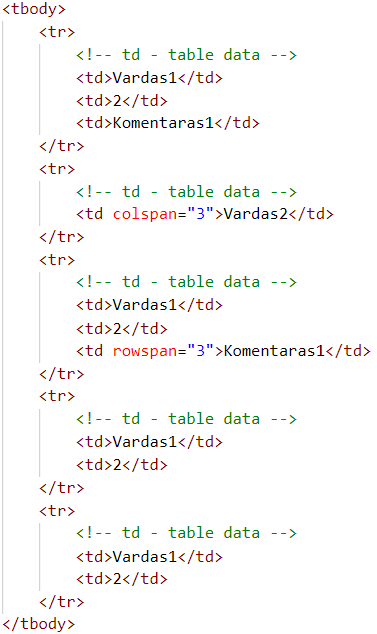 <tbody>
<tr>
<!-- td - table data -->
<td>Vardas1</td>
<td>2</td>
<td>Komentaras1</td>
</tr>
<tr>
<!-- td - table data -->
<td colspan="3">Vardas2</td>
</tr>
<tr>
<!-- td - table data -->
<td>Vardas1</td>
<td>2</td>
<td rowspan="3">Komentaras1</td>
</tr>
<tr>
<!-- td - table data -->
<td>Vardas1</td>
<td>2</td>
</tr>
<tr>
<!-- td - table data -->
<td>Vardas1</td>
<td>2</td>
</tr>
</tbody>